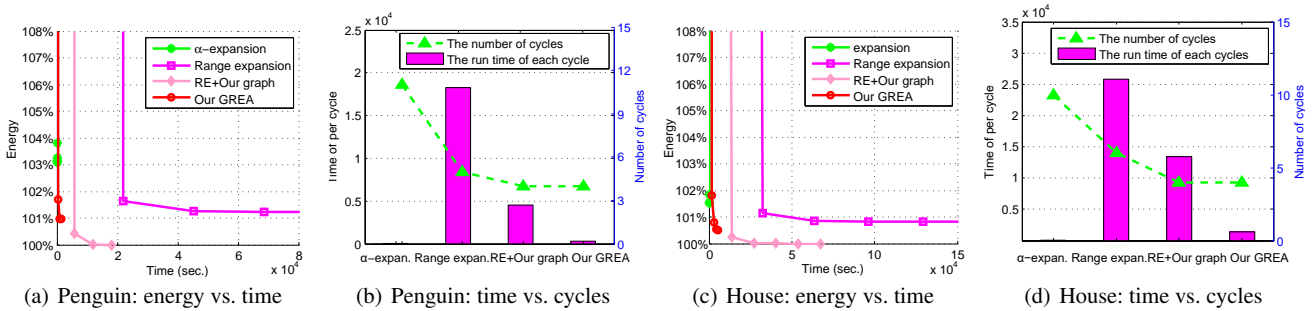 108%
107%
106%
105%
104%
103%
102%
101%
100%
Energy
0 2 4 6 8
x 10^4
Time (sec.)
α−expansion
Range expansion
RE+Our graph
Our GREA
(a) Penguin: energy vs. time
x 10^4
2.5
2
1.5
1
0.5
Time of per cycle
15
12
9
6
3
0
Number of cycles
The number of cycles
The run time of each cycle
α−expan. Range expan. RE+Our graph Our GREA
(b) Penguin: time vs. cycles
108%
107%
106%
105%
104%
103%
102%
101%
100%
Energy
0 5 10 15
x 10^4
Time (sec.)
expansion
Range expansion
RE+Our graph
Our GREA
(c) House: energy vs. time
x 10^4
3.5
3
2.5
2
1.5
1
0.5
Time of per cycle
15
10
5
0
Number of cycles
The number of cycles
The run time of each cycle
α−expan. Range expan. RE+Our graph Our GREA
(d) House: time vs. cycles